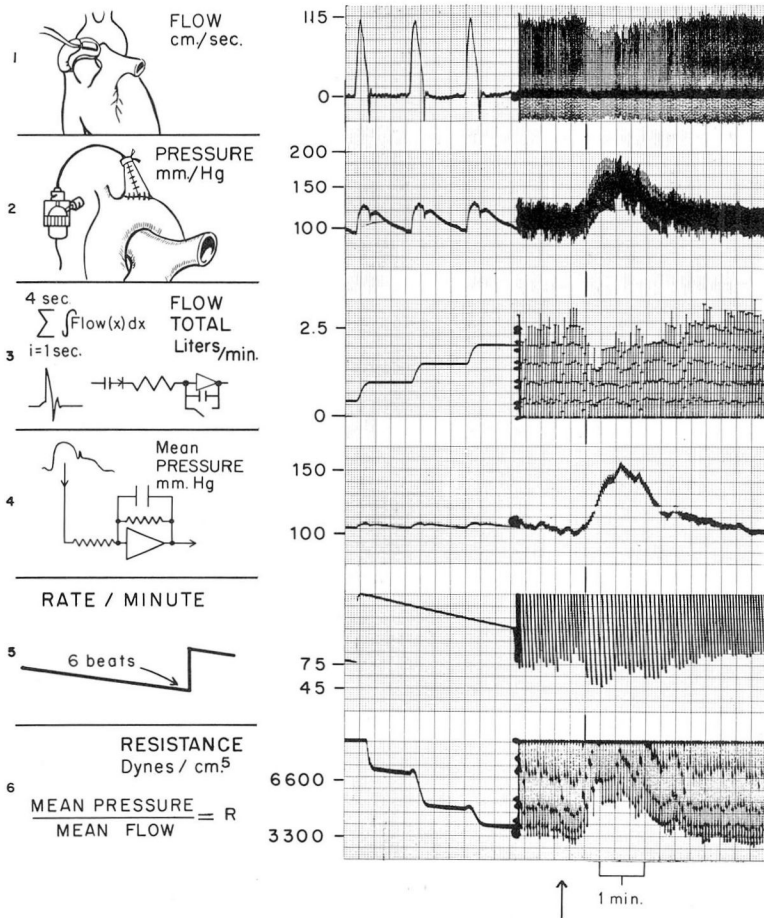 1
FLOW
cm./sec.
115
0
2
PRESSURE
mm./Hg
200
150
100
3
4 sec.
∑ ∫Flow(x)dx
i=1sec.
FLOW
TOTAL
Liters/min.
2.5
0
4
Mean
PRESSURE
mm. Hg
150
100
5
RATE / MINUTE
6 beats
75
45
6
RESISTANCE
Dynes / cm.5
MEAN PRESSURE
MEAN FLOW
= R
6600
3300
1 min.